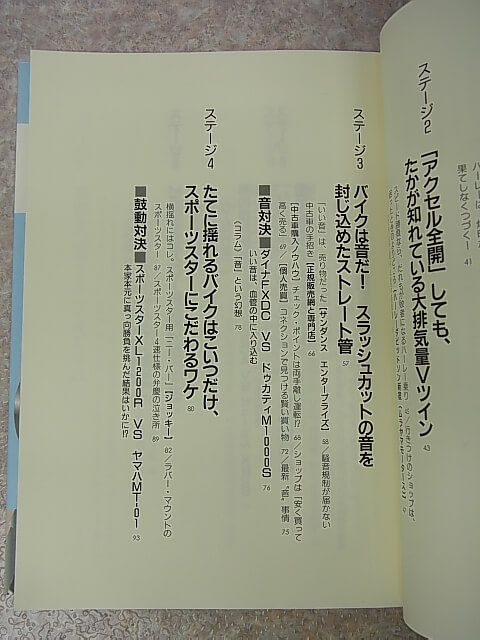 果てしなくつづく 41
ステージ2
「アクセル全開」しても、
たかが知れている大排気量Vツイン 43
ステージ3
バイクは音だ! スラッシュカットの音を
封じ込めたストレート管 57
「いい音」は、売り物だった【サンダンス エンタープライズ】 58/騒音規制が届かない
中古車の手招き【正規販売網と専門店】 66
【中古車購入ノウハウ】チェック・ポイントは両手離し運転!? 68/ショップは「安く買って
高く売る」 69/【個人売買】コネクションで見つける賢い買い物 72/最新"音"事情 75
■音対決■ダイナFXDC VS ドゥカティM1000S 76
いい音は、血管の中に入り込む
〈コラム〉「音」という幻想 78
ステージ4
たてに揺れるバイクはこいつだけ、
スポーツスターにこだわるワケ 80
横揺れにはコレ。スポーツスター用「ニー・バー」【ジョッキー】 82/ラバー・マウントの
スポーツスター 87/スポーツスター4速仕様の弁慶の泣き所 89
■鼓動対決■スポーツスターXL1200R VS ヤマハMT-01 93
本家本元に真っ向勝負を挑んだ結果はいかに!?